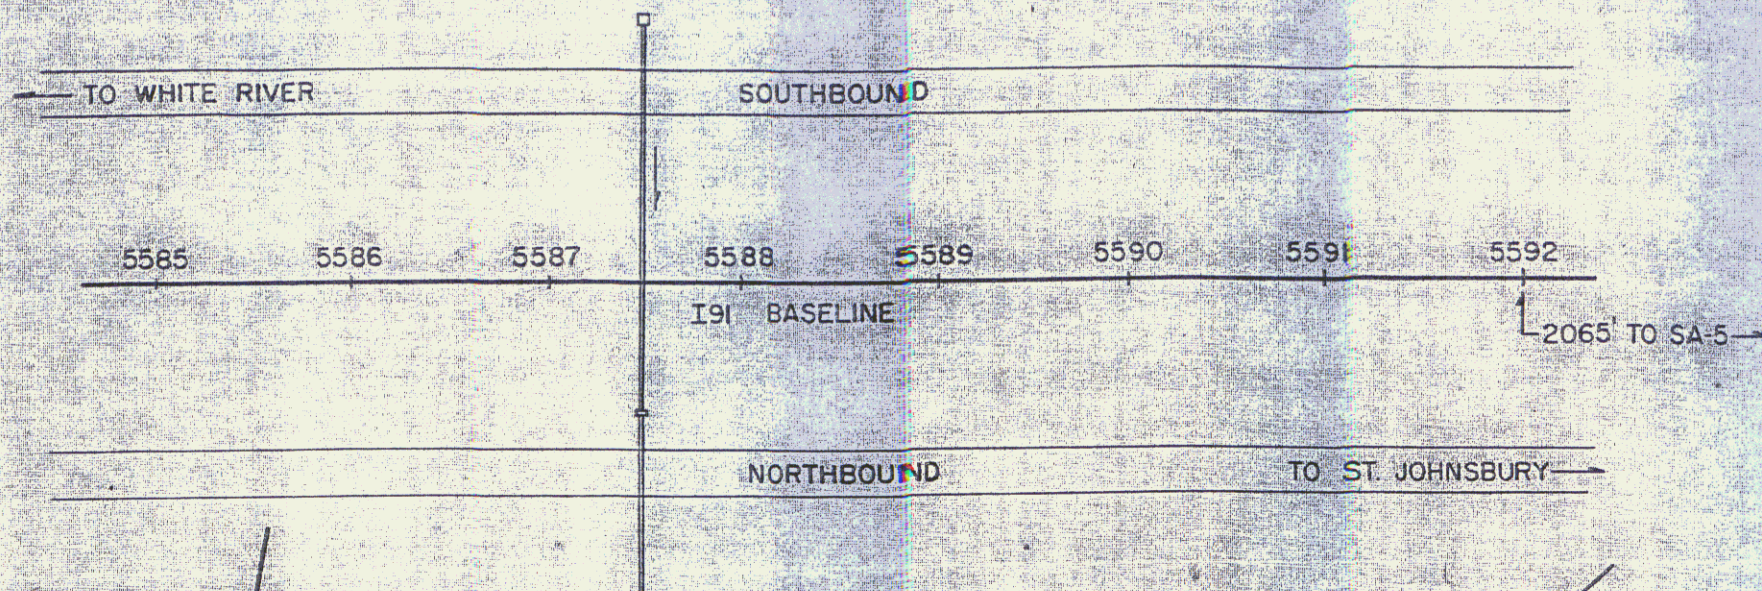 TO WHITE RIVER
SOUTHBOUND
5585 5586 5587 5588 5589 5590 5591 5592
I91 BASELINE
2065' TO SA-5
NORTHBOUND
TO ST. JOHNSBURY